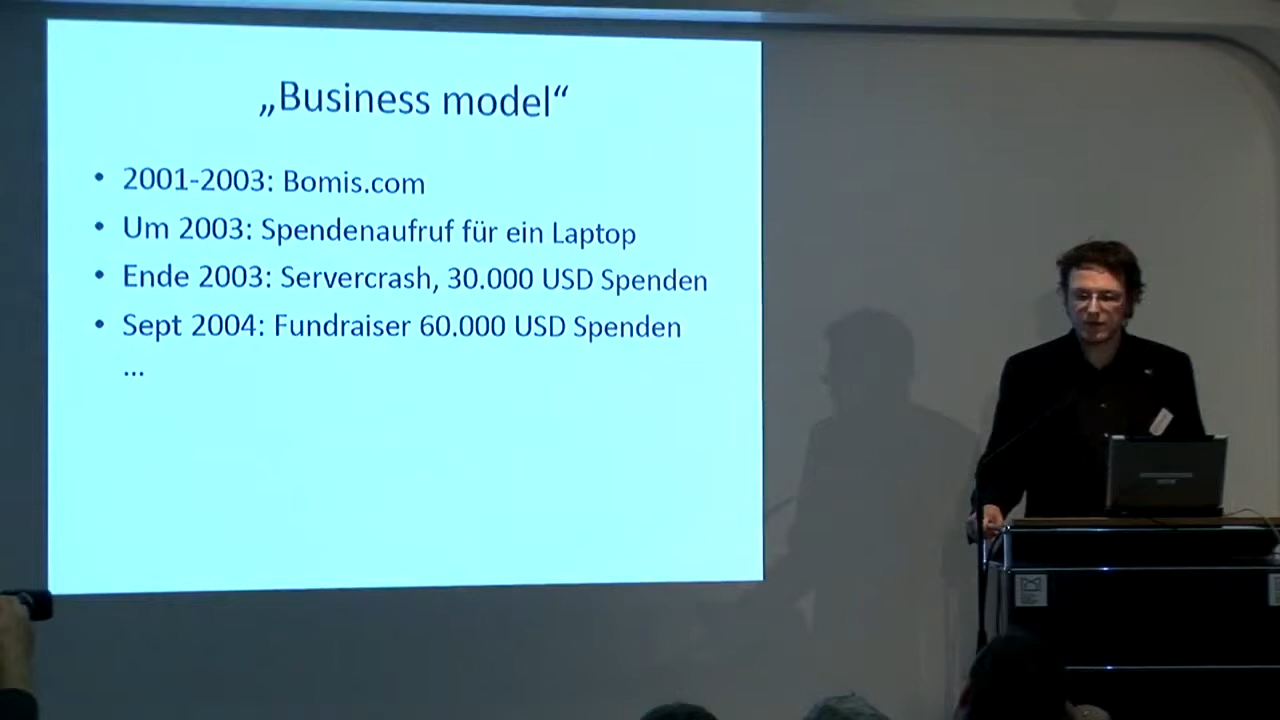 „Business model“
• 2001-2003: Bomis.com
• Um 2003: Spendenaufruf für ein Laptop
• Ende 2003: Servercrash, 30.000 USD Spenden
• Sept 2004: Fundraiser 60.000 USD Spenden
...